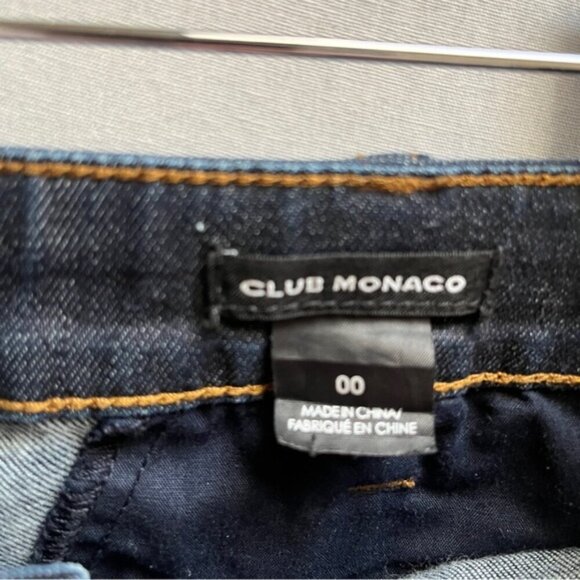 CLUB MONACO
00
MADE IN CHINA/
FABRIQUÉ EN CHINE